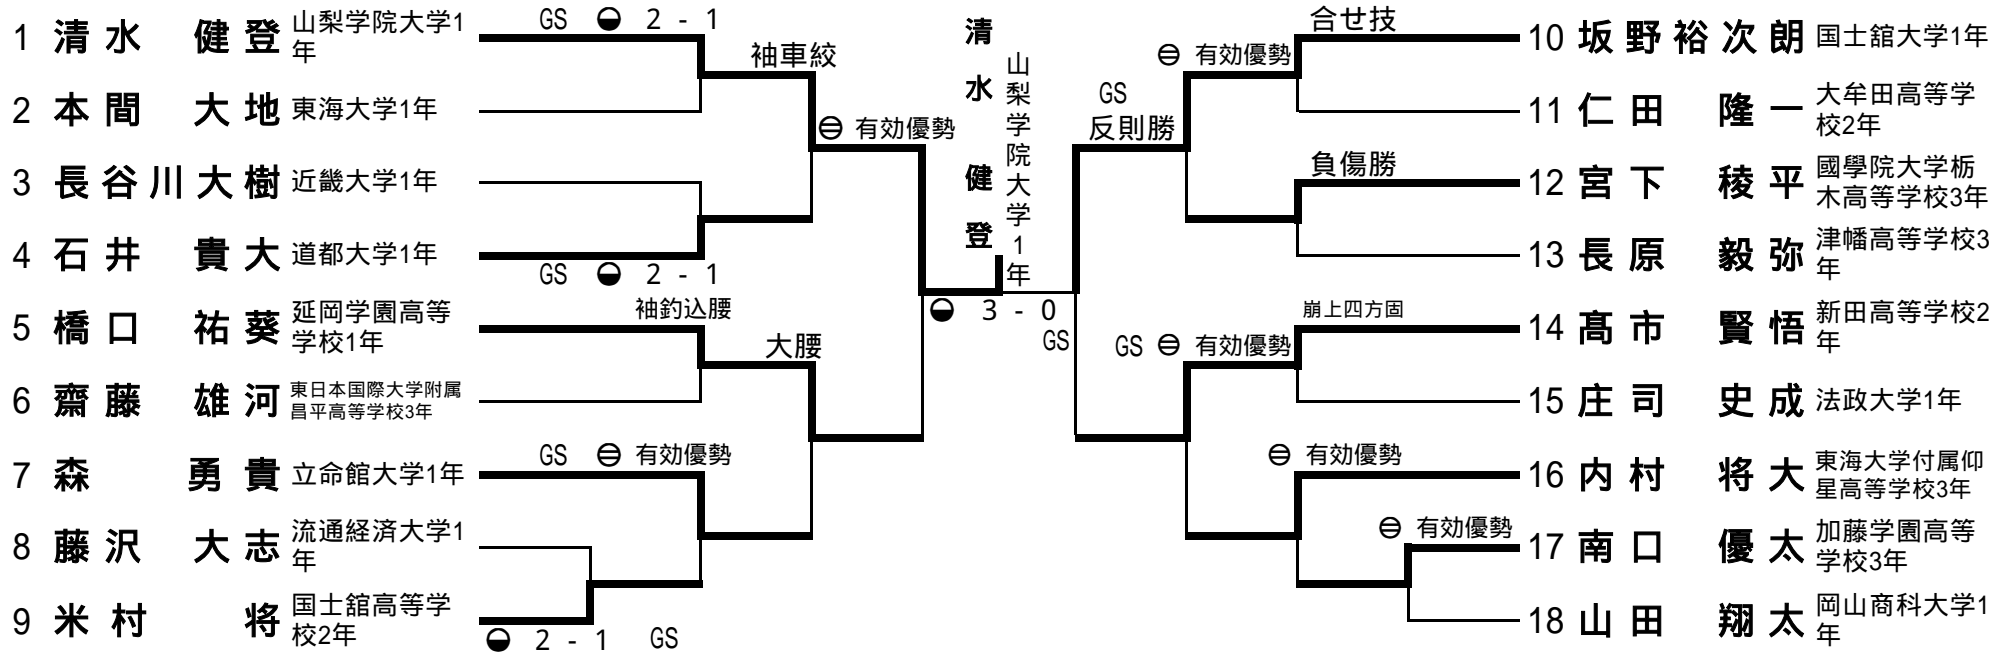 1 清水 健登 山梨学院大学1
年
2 本間 大地 東海大学1年
3 長谷川大樹 近畿大学1年
4 石井 貴大 道都大学1年
5 橋口 祐葵 延岡学園高等
学校1年
6 齋藤 雄河 東日本国際大学附属
昌平高等学校3年
7 森 勇貴 立命館大学1年
8 藤沢 大志 流通経済大学1
年
9 米村 将 国士舘高等学
校2年
GS 2 - 1
袖車絞
有効優勢
GS 2 - 1
袖釣込腰
大腰
GS 有効優勢
2 - 1 GS
清水 健登
山梨学院大学1年
3 - 0
GS
合せ技
有効優勢
GS
反則勝
負傷勝
崩上四方固
GS 有効優勢
有効優勢
有効優勢
10 坂野裕次朗 国士舘大学1年
11 仁田 隆一 大牟田高等学
校2年
12 宮下 稜平 國學院大学栃
木高等学校3年
13 長原 毅弥 津幡高等学校3
年
14 髙市 賢悟 新田高等学校2
年
15 庄司 史成 法政大学1年
16 内村 将大 東海大学付属仰
星高等学校3年
17 南口 優太 加藤学園高等
学校3年
18 山田 翔太 岡山商科大学1
年